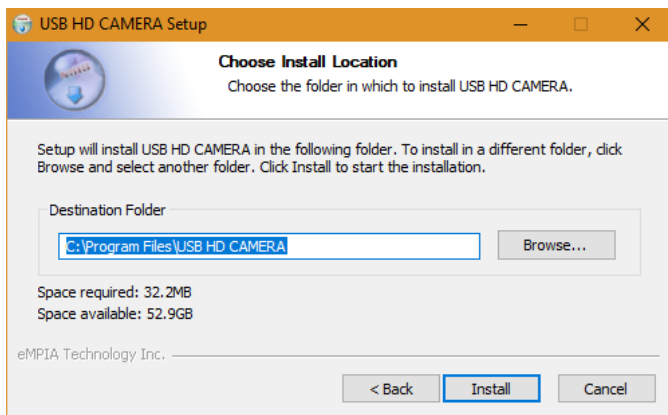 USB HD CAMERA Setup
Choose Install Location
Choose the folder in which to install USB HD CAMERA.
Setup will install USB HD CAMERA in the following folder. To install in a different folder, click
Browse and select another folder. Click Install to start the installation.
Destination Folder
C:\Program Files\USB HD CAMERA
Browse...
Space required: 32.2MB
Space available: 52.9GB
eMPIA Technology Inc.
< Back
Install
Cancel